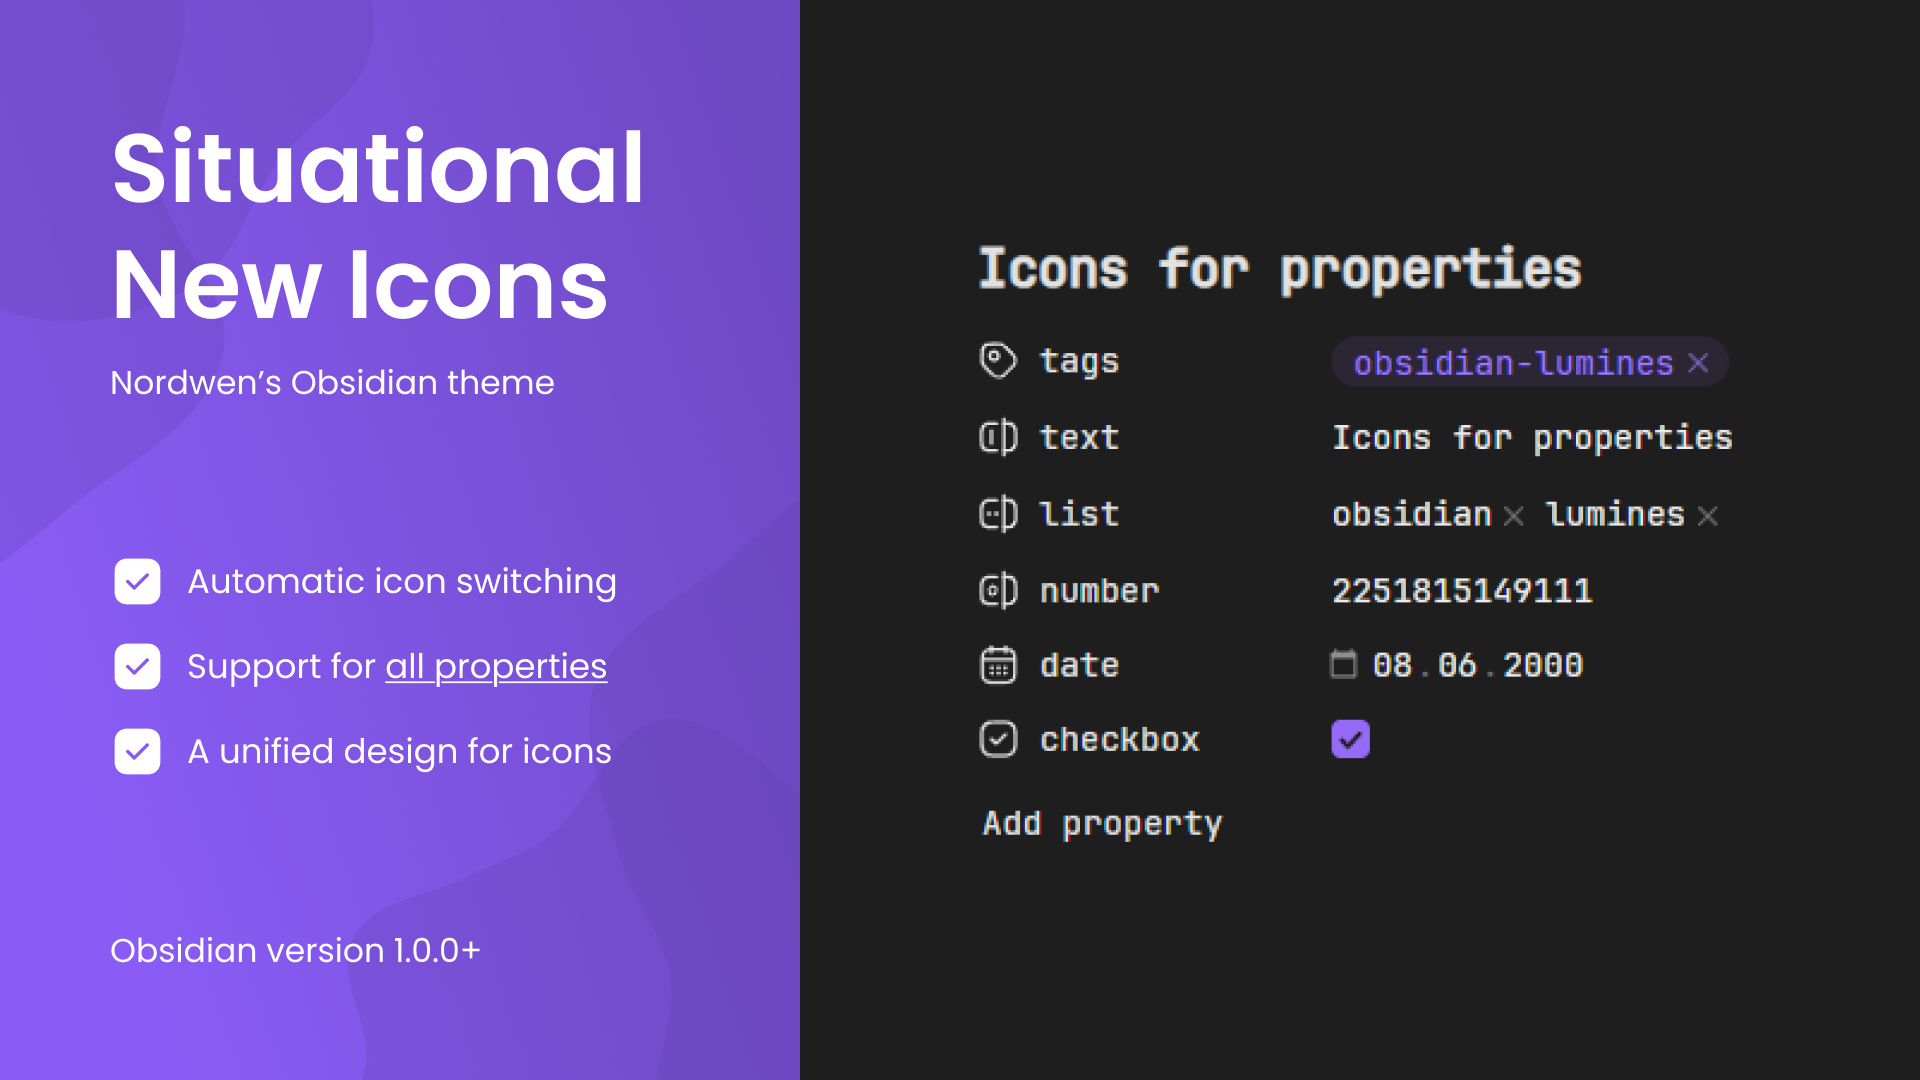 Situational
New Icons
Nordwen’s Obsidian theme
Automatic icon switching
Support for all properties
A unified design for icons
Obsidian version 1.0.0+
Icons for properties
tags obsidian-lumines
text Icons for properties
list obsidian lumines
number 2251815149111
date 08.06.2000
checkbox
Add property